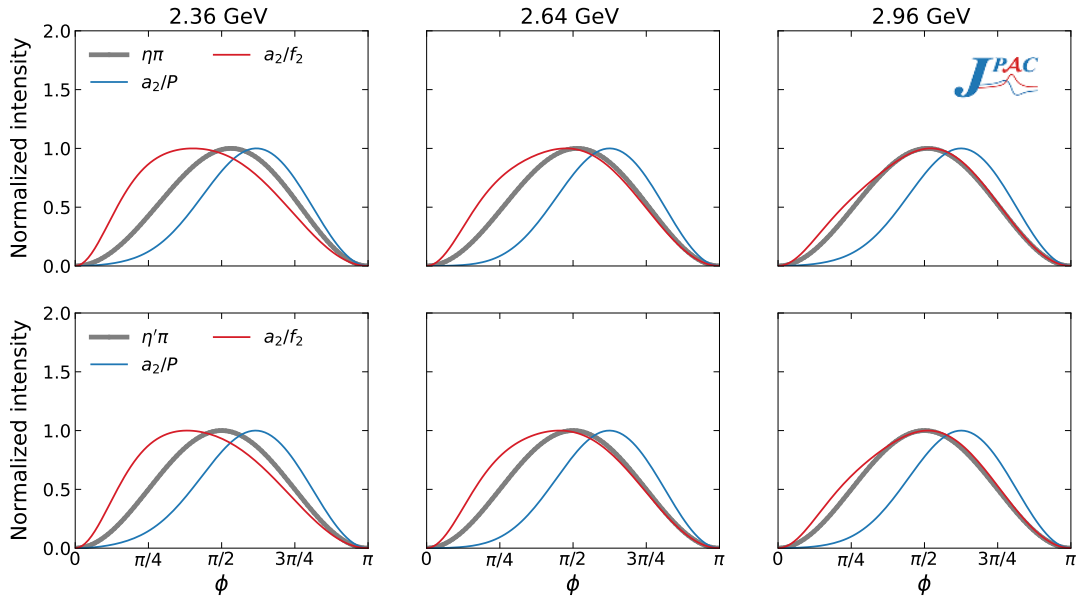 2.36 GeV 2.64 GeV 2.96 GeV
2.0
1.5
1.0
0.5
0.0
Normalized intensity
ηπ
a₂/P
a₂/f₂
JPAC
2.0
1.5
1.0
0.5
0.0
Normalized intensity
η′π
a₂/P
a₂/f₂
0 π/4 π/2 3π/4 π
0 π/4 π/2 3π/4 π
0 π/4 π/2 3π/4 π
ϕ ϕ ϕ